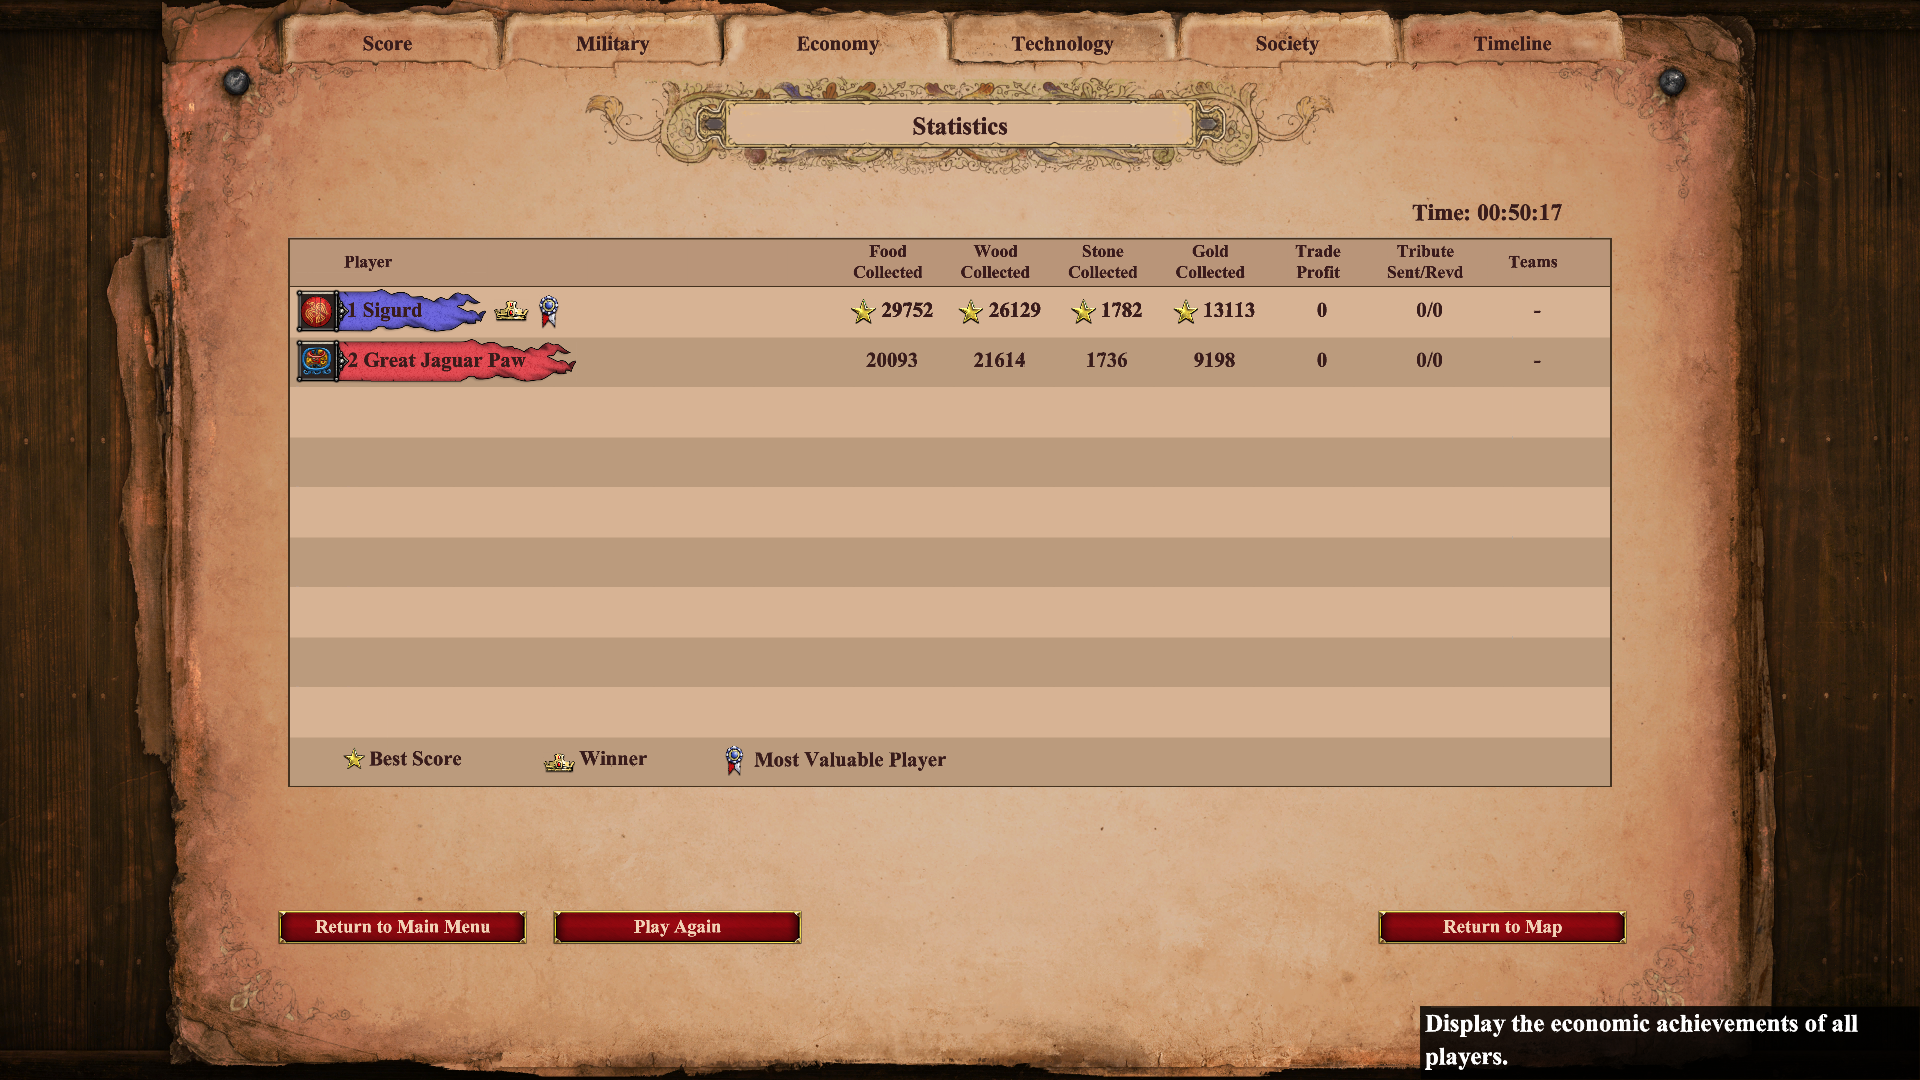 Score Military Economy Technology Society Timeline
Statistics
Time: 00:50:17
Player Food Collected Wood Collected Stone Collected Gold Collected Trade Profit Tribute Sent/Revd Teams
1 Sigurd 29752 26129 1782 13113 0 0/0 -
2 Great Jaguar Paw 20093 21614 1736 9198 0 0/0 -
Best Score Winner Most Valuable Player
Return to Main Menu Play Again Return to Map
Display the economic achievements of all
players.